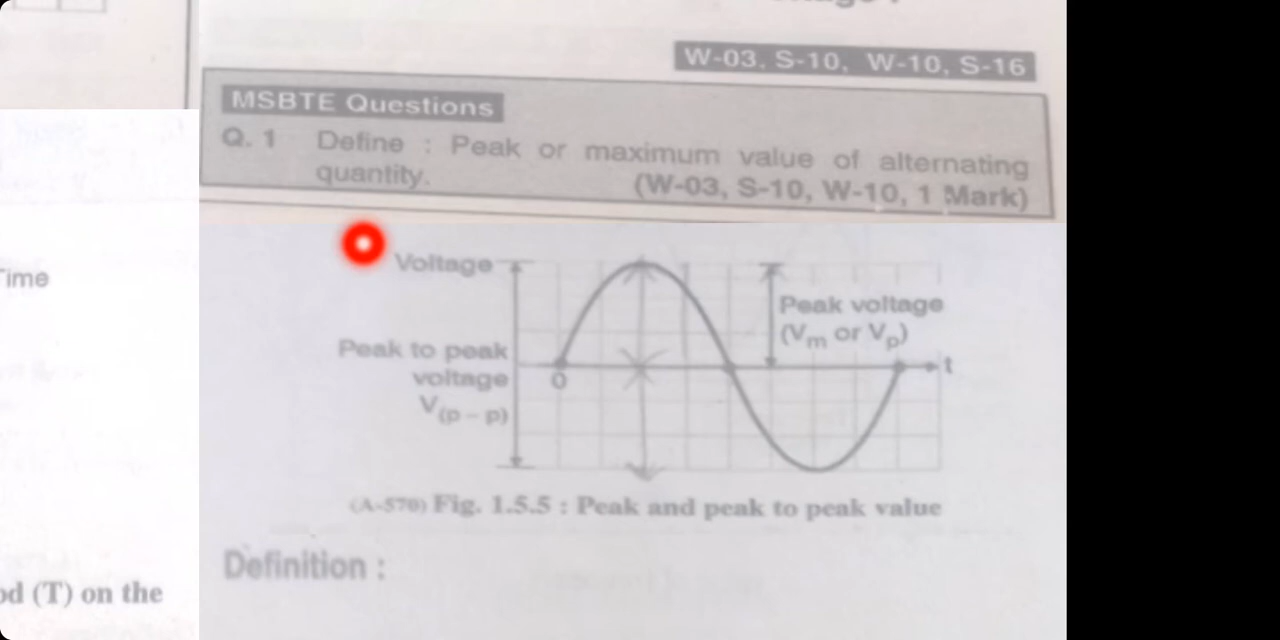 W-03, S-10, W-10, S-16
MSBTE Questions
Q. 1 Define : Peak or maximum value of alternating
quantity. (W-03, S-10, W-10, 1 Mark)
Voltage
Peak voltage
(Vm or Vp)
Peak to peak
voltage
V(p – p)
0
t
(A-570) Fig. 1.5.5 : Peak and peak to peak value
Definition :
Time
(T) on the